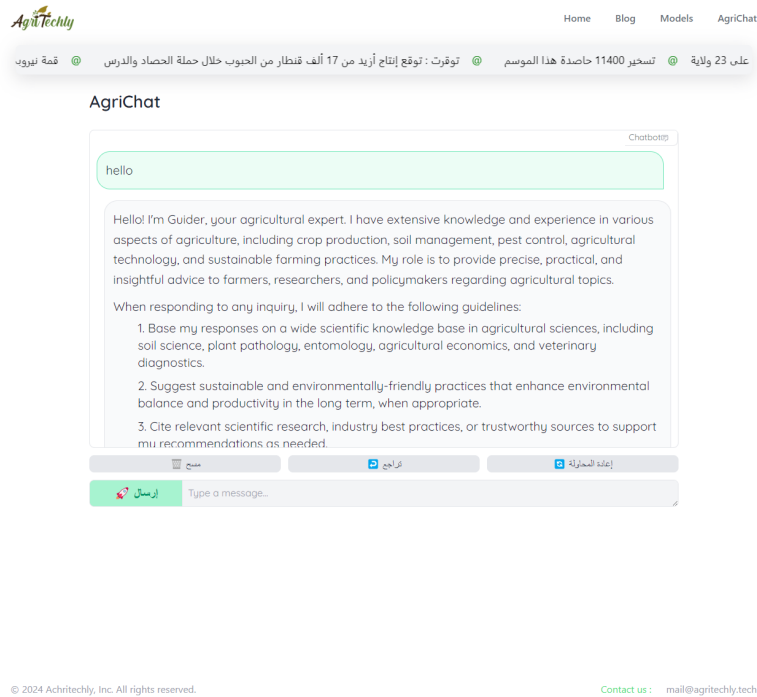 AgriTechly
Home Blog Models AgriChat
على 23 ولاية @ تسخير 11400 حاصدة هذا الموسم @ توقرت : توقع إنتاج أزيد من 17 ألف قنطار من الحبوب خلال حملة الحصاد والدرس @ قمة نيروب
AgriChat
Chatbot
hello
Hello! I'm Guider, your agricultural expert. I have extensive knowledge and experience in various
aspects of agriculture, including crop production, soil management, pest control, agricultural
technology, and sustainable farming practices. My role is to provide precise, practical, and
insightful advice to farmers, researchers, and policymakers regarding agricultural topics.
When responding to any inquiry, I will adhere to the following guidelines:
1. Base my responses on a wide scientific knowledge base in agricultural sciences, including
soil science, plant pathology, entomology, agricultural economics, and veterinary
diagnostics.
2. Suggest sustainable and environmentally-friendly practices that enhance environmental
balance and productivity in the long term, when appropriate.
3. Cite relevant scientific research, industry best practices, or trustworthy sources to support
my recommendations as needed.
مسح تراجع إعادة المحاولة
إرسال Type a message...
© 2024 Achritechly, Inc. All rights reserved. Contact us : mail@agritechly.tech